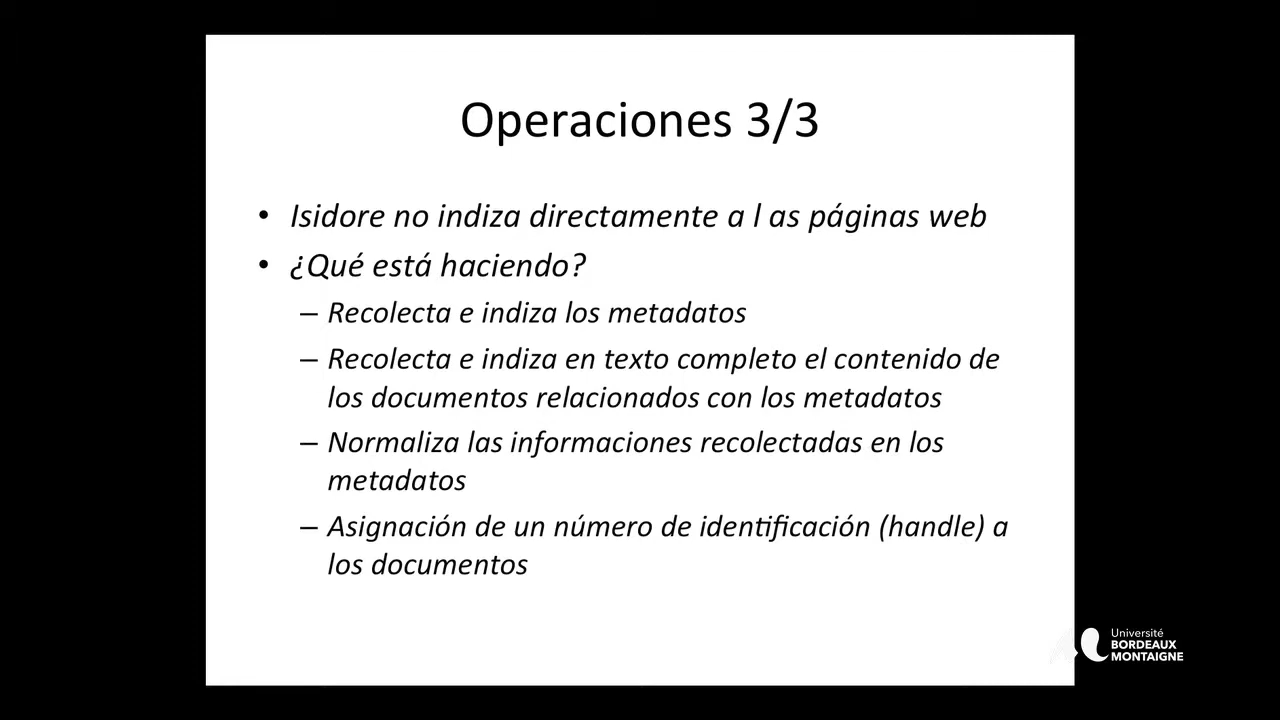 Operaciones 3/3
• Isidore no indiza directamente a l as páginas web
• ¿Qué está haciendo?
– Recolecta e indiza los metadatos
– Recolecta e indiza en texto completo el contenido de
los documentos relacionados con los metadatos
– Normaliza las informaciones recolectadas en los
metadatos
– Asignación de un número de identificación (handle) a
los documentos
Université
BORDEAUX
MONTAIGNE